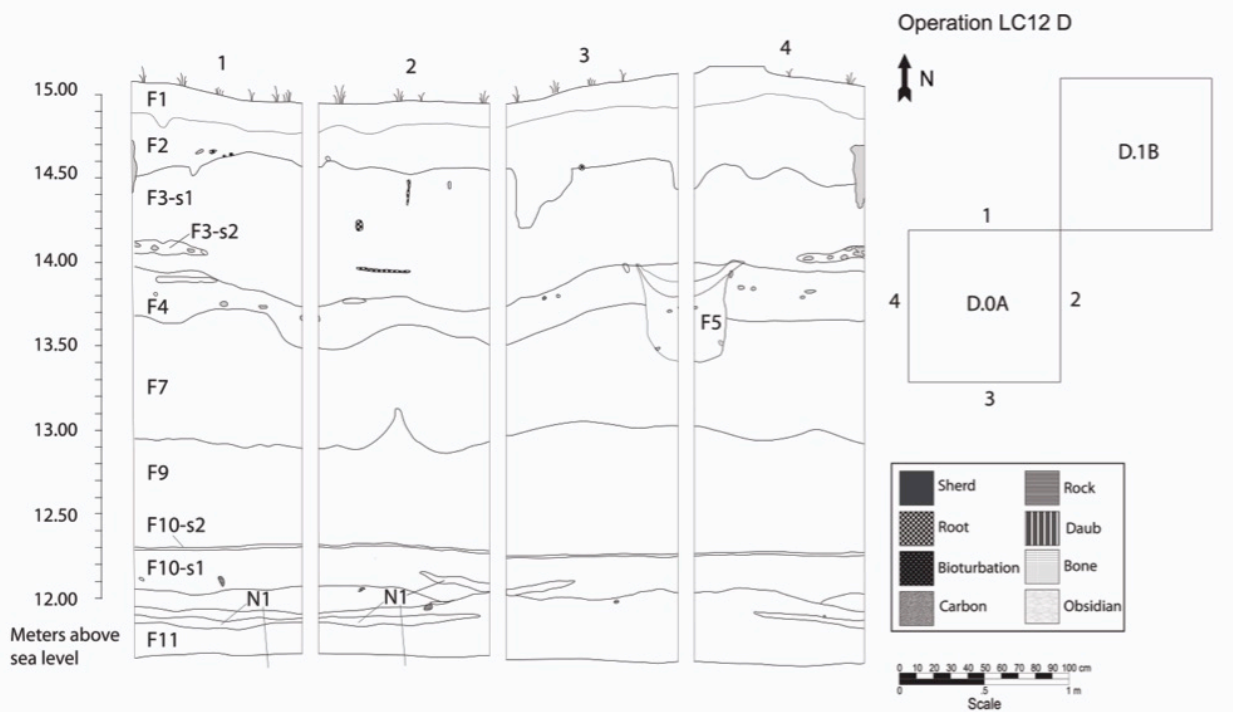 Operation LC12 D
N
1
2
3
4
15.00
14.50
14.00
13.50
13.00
12.50
12.00
Meters above
sea level
F1
F2
F3-s1
F3-s2
F4
F5
F7
F9
F10-s2
F10-s1
N1
N1
F11
D.1B
1
4
D.0A
2
3
Sherd
Rock
Root
Daub
Bioturbation
Bone
Carbon
Obsidian
0 10 20 30 40 50 60 70 80 90 100 cm
0 .5 1 m
Scale